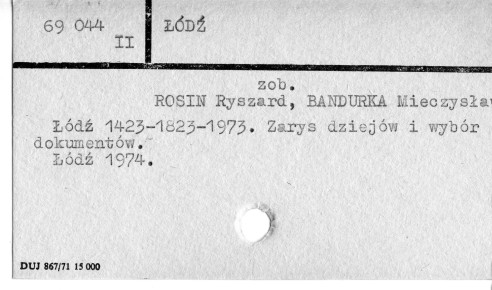 69 044
II
ŁÓDŹ
zob.
ROSIN Ryszard, BANDURKA Mieczysław
Łódź 1423-1823-1973. Zarys dziejów i wybór
dokumentów.
Łódź 1974.
DUJ 867/71 15 000